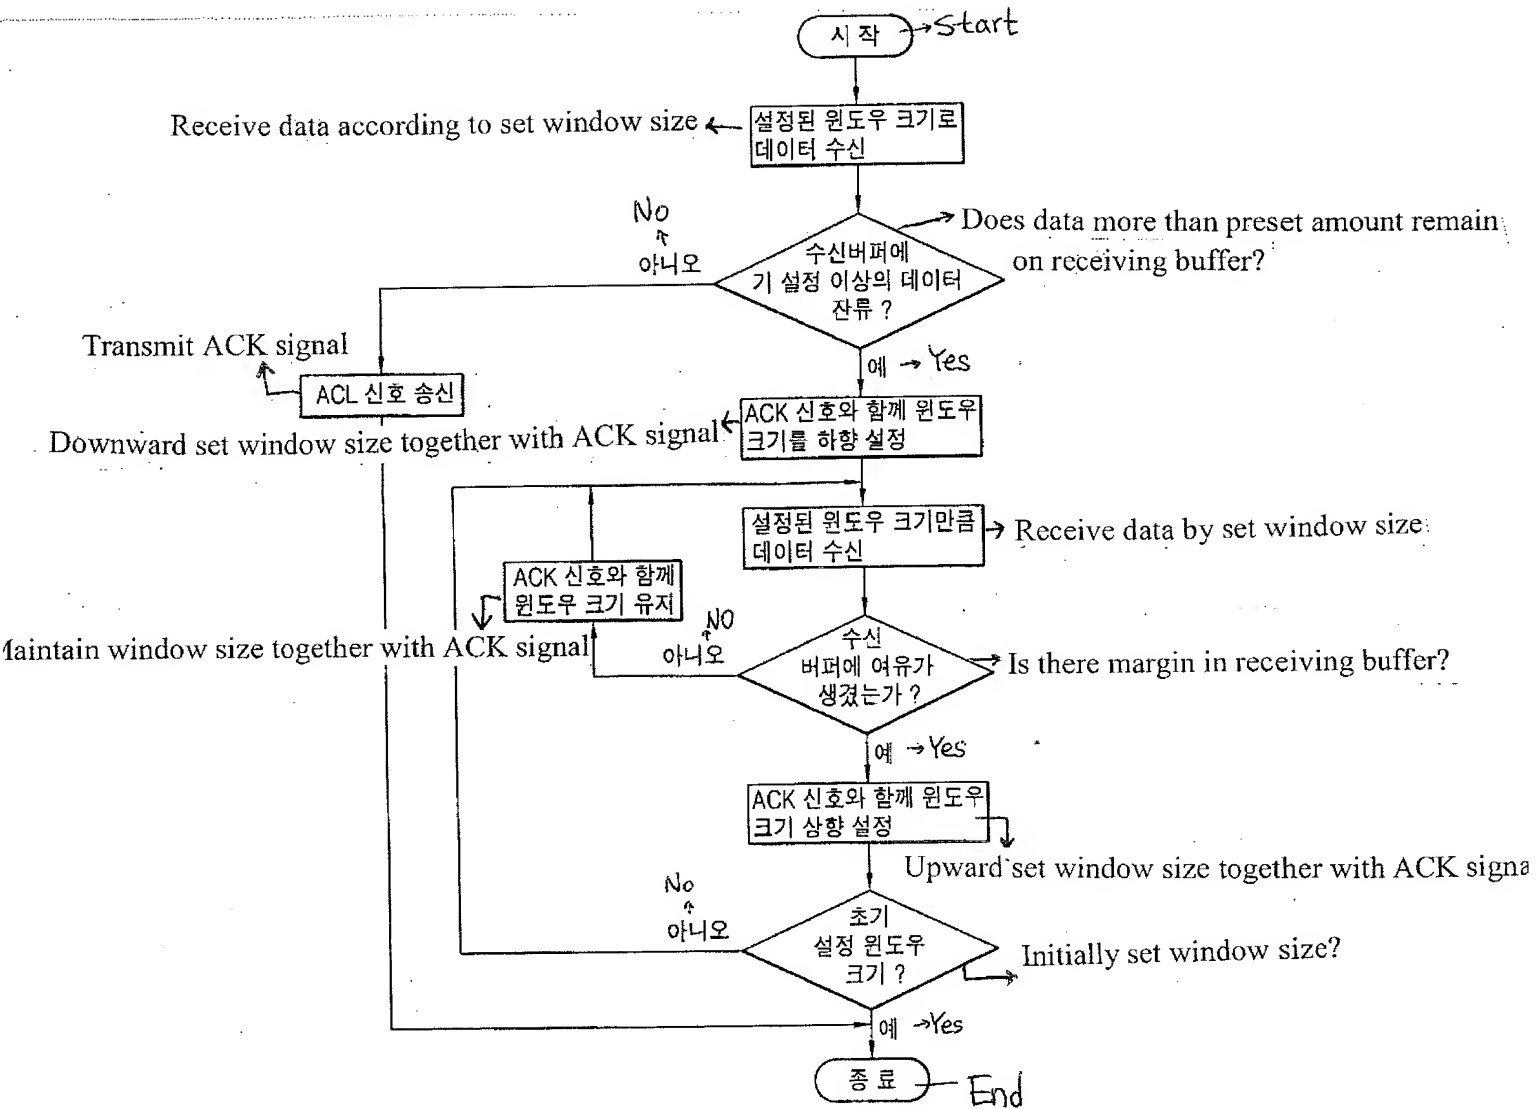 시 작
Start
Receive data according to set window size
설정된 윈도우 크기로
데이터 수신
No
아니오
수신버퍼에
기 설정 이상의 데이터
잔류 ?
Does data more than preset amount remain
on receiving buffer?
예
Yes
Transmit ACK signal
ACL 신호 송신
ACK 신호와 함께 윈도우
크기를 하향 설정
Downward set window size together with ACK signal
설정된 윈도우 크기만큼
데이터 수신
Receive data by set window size
ACK 신호와 함께
윈도우 크기 유지
laintain window size together with ACK signal
NO
아니오
수신
버퍼에 여유가
생겼는가 ?
Is there margin in receiving buffer?
예
Yes
ACK 신호와 함께 윈도우
크기 상향 설정
Upward set window size together with ACK signa
No
아니오
초기
설정 윈도우
크기 ?
Initially set window size?
예
Yes
종 료
End